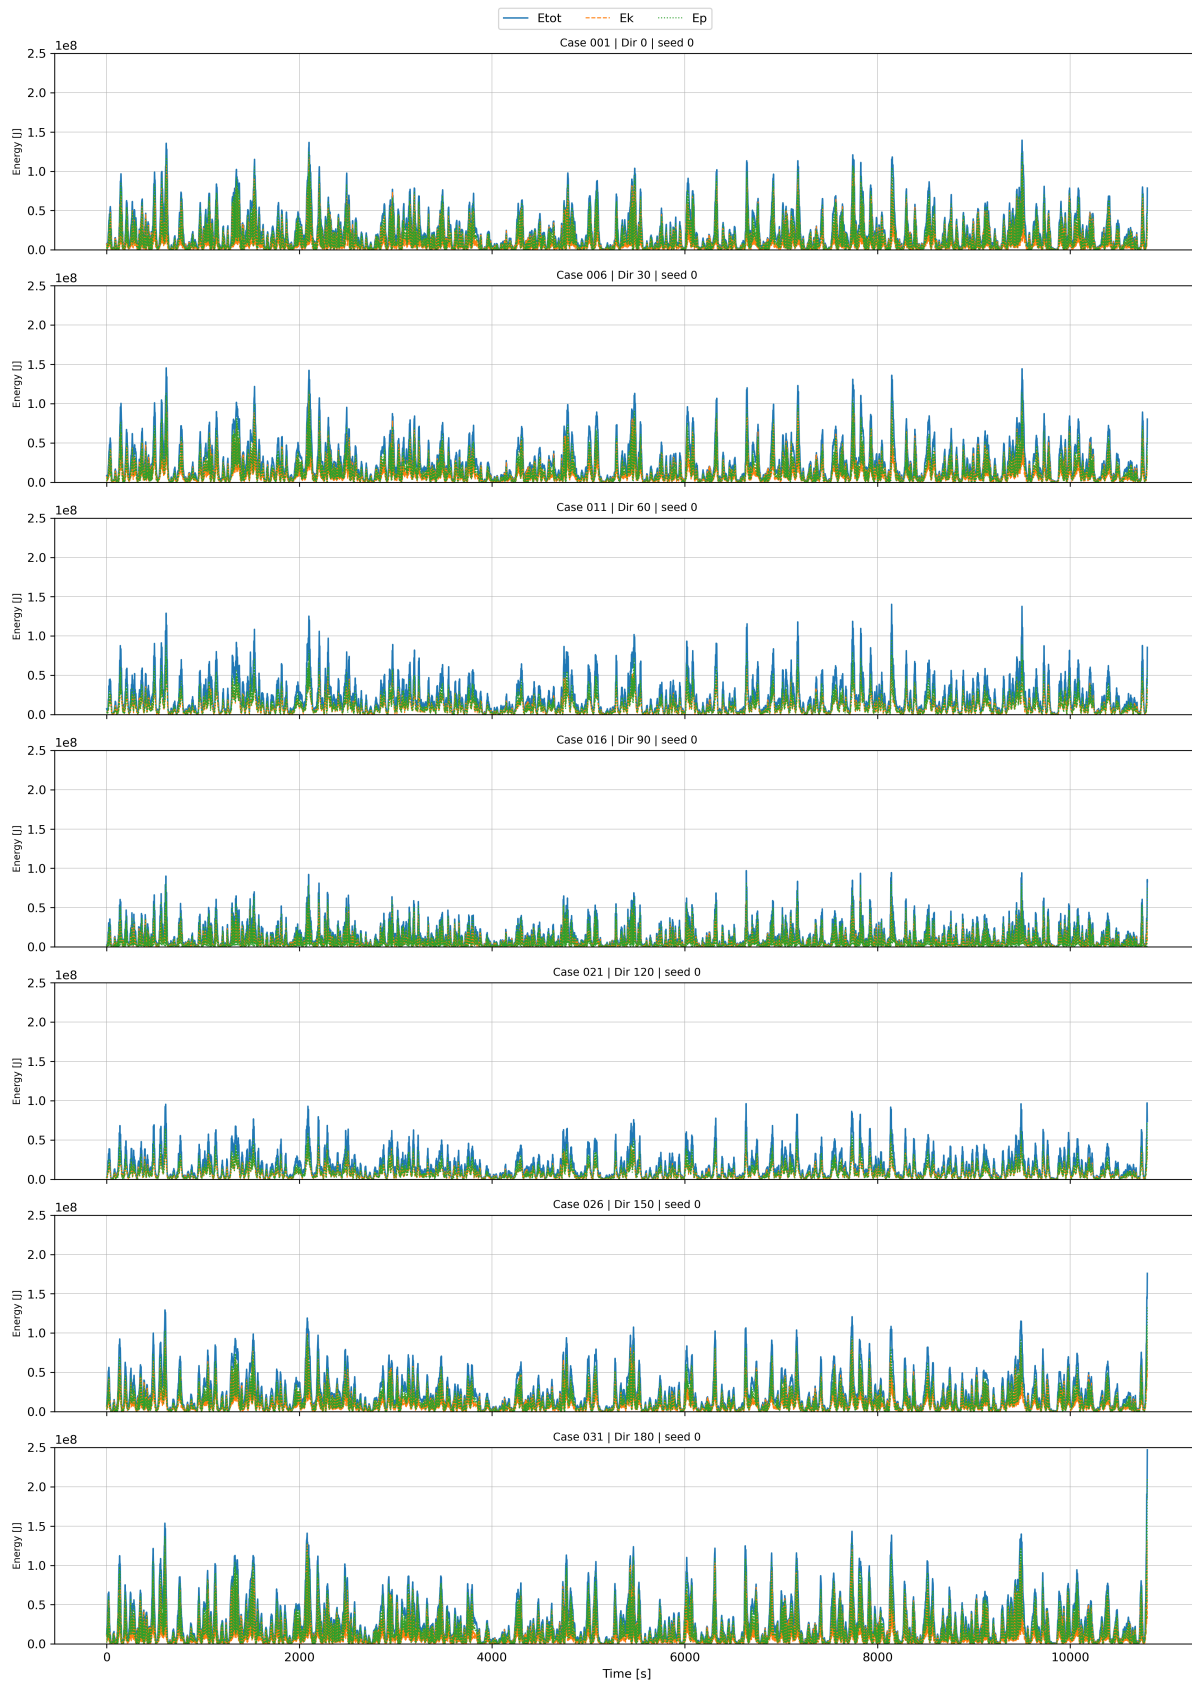 Etot Ek Ep
Case 001 | Dir 0 | seed 0
1e8
2.5
2.0
1.5
1.0
0.5
0.0
Energy [J]
Case 006 | Dir 30 | seed 0
1e8
2.5
2.0
1.5
1.0
0.5
0.0
Energy [J]
Case 011 | Dir 60 | seed 0
1e8
2.5
2.0
1.5
1.0
0.5
0.0
Energy [J]
Case 016 | Dir 90 | seed 0
1e8
2.5
2.0
1.5
1.0
0.5
0.0
Energy [J]
Case 021 | Dir 120 | seed 0
1e8
2.5
2.0
1.5
1.0
0.5
0.0
Energy [J]
Case 026 | Dir 150 | seed 0
1e8
2.5
2.0
1.5
1.0
0.5
0.0
Energy [J]
Case 031 | Dir 180 | seed 0
1e8
2.5
2.0
1.5
1.0
0.5
0.0
Energy [J]
0 2000 4000 6000 8000 10000
Time [s]